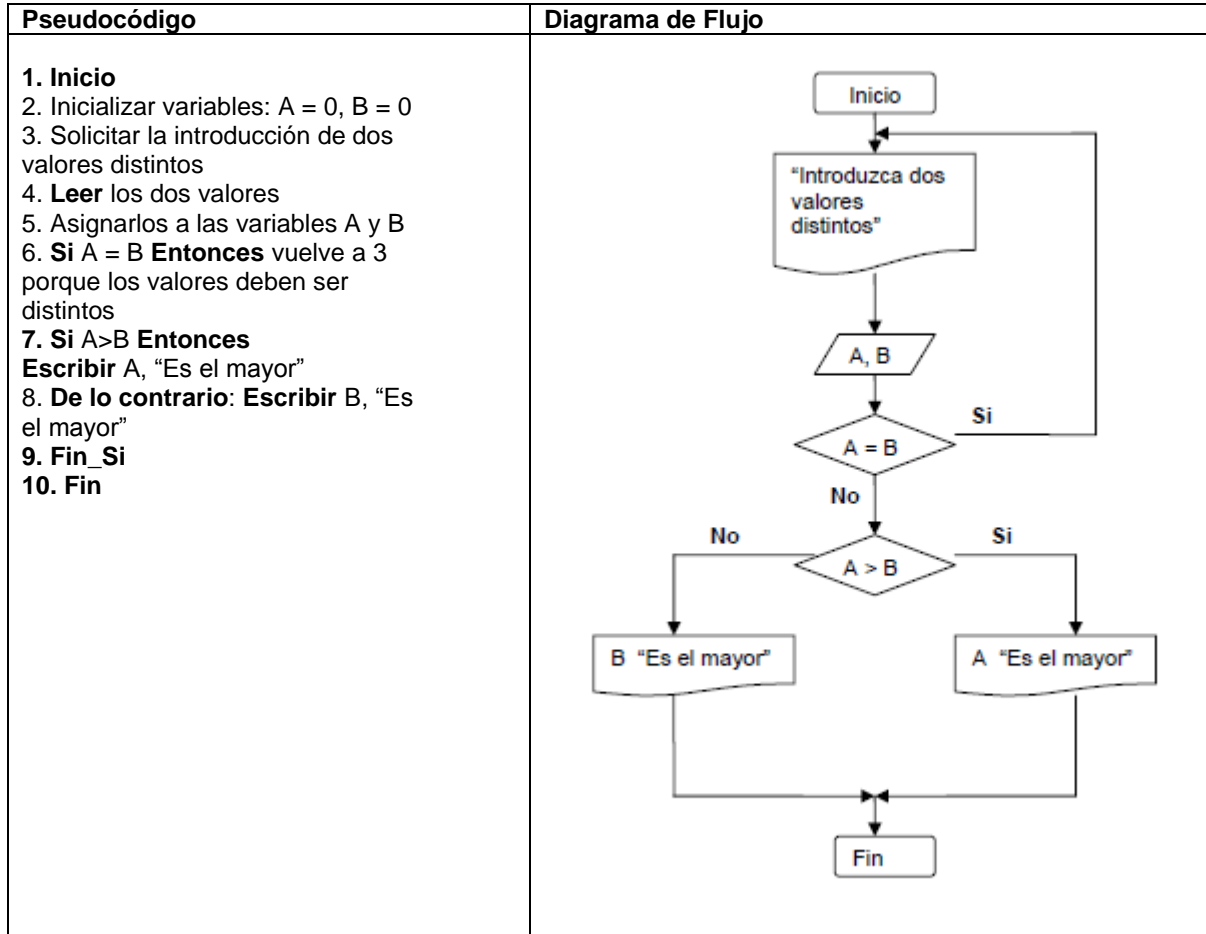 Pseudocódigo
Diagrama de Flujo
1. Inicio
2. Inicializar variables: A = 0, B = 0
3. Solicitar la introducción de dos
valores distintos
4. Leer los dos valores
5. Asignarlos a las variables A y B
6. Si A = B Entonces vuelve a 3
porque los valores deben ser
distintos
7. Si A>B Entonces
Escribir A, “Es el mayor”
8. De lo contrario: Escribir B, “Es
el mayor”
9. Fin_Si
10. Fin
Inicio
“Introduzca dos
valores
distintos”
A, B
Si
A = B
No
No
Si
A > B
B “Es el mayor”
A “Es el mayor”
Fin